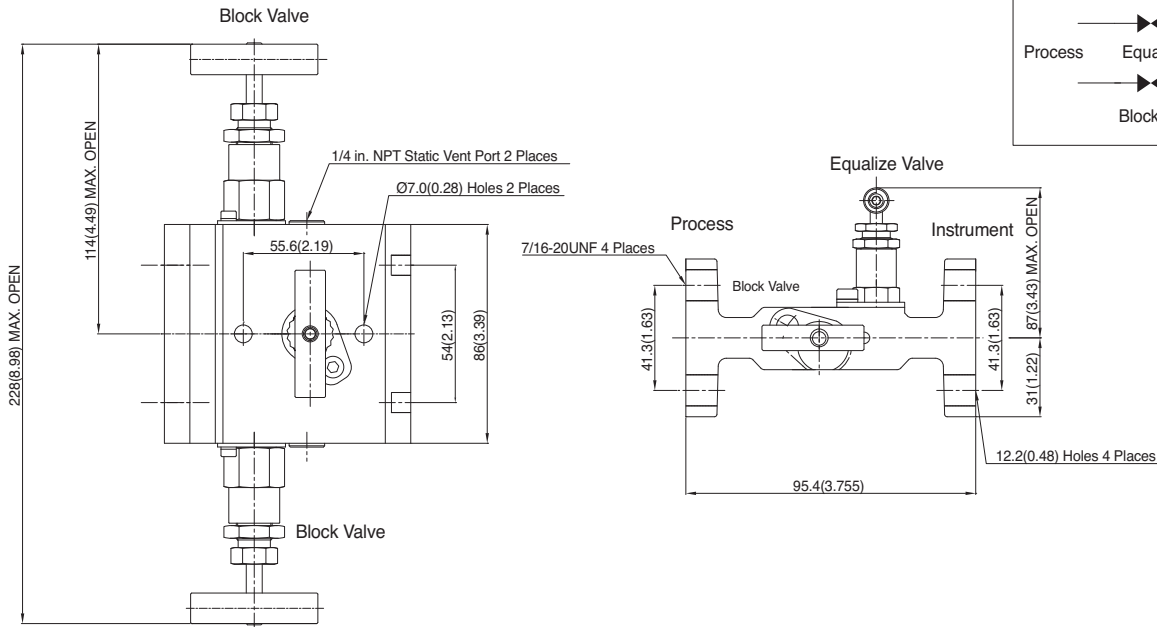 Block Valve
228(8.98) MAX. OPEN
114(4.49) MAX. OPEN
1/4 in. NPT Static Vent Port 2 Places
Ø7.0(0.28) Holes 2 Places
55.6(2.19)
54(2.13)
86(3.39)
Block Valve
Process
Block
Equalize Valve
Process
Instrument
7/16-20UNF 4 Places
Block Valve
87(3.43) MAX. OPEN
41.3(1.63)
41.3(1.63)
31(1.22)
12.2(0.48) Holes 4 Places
95.4(3.755)